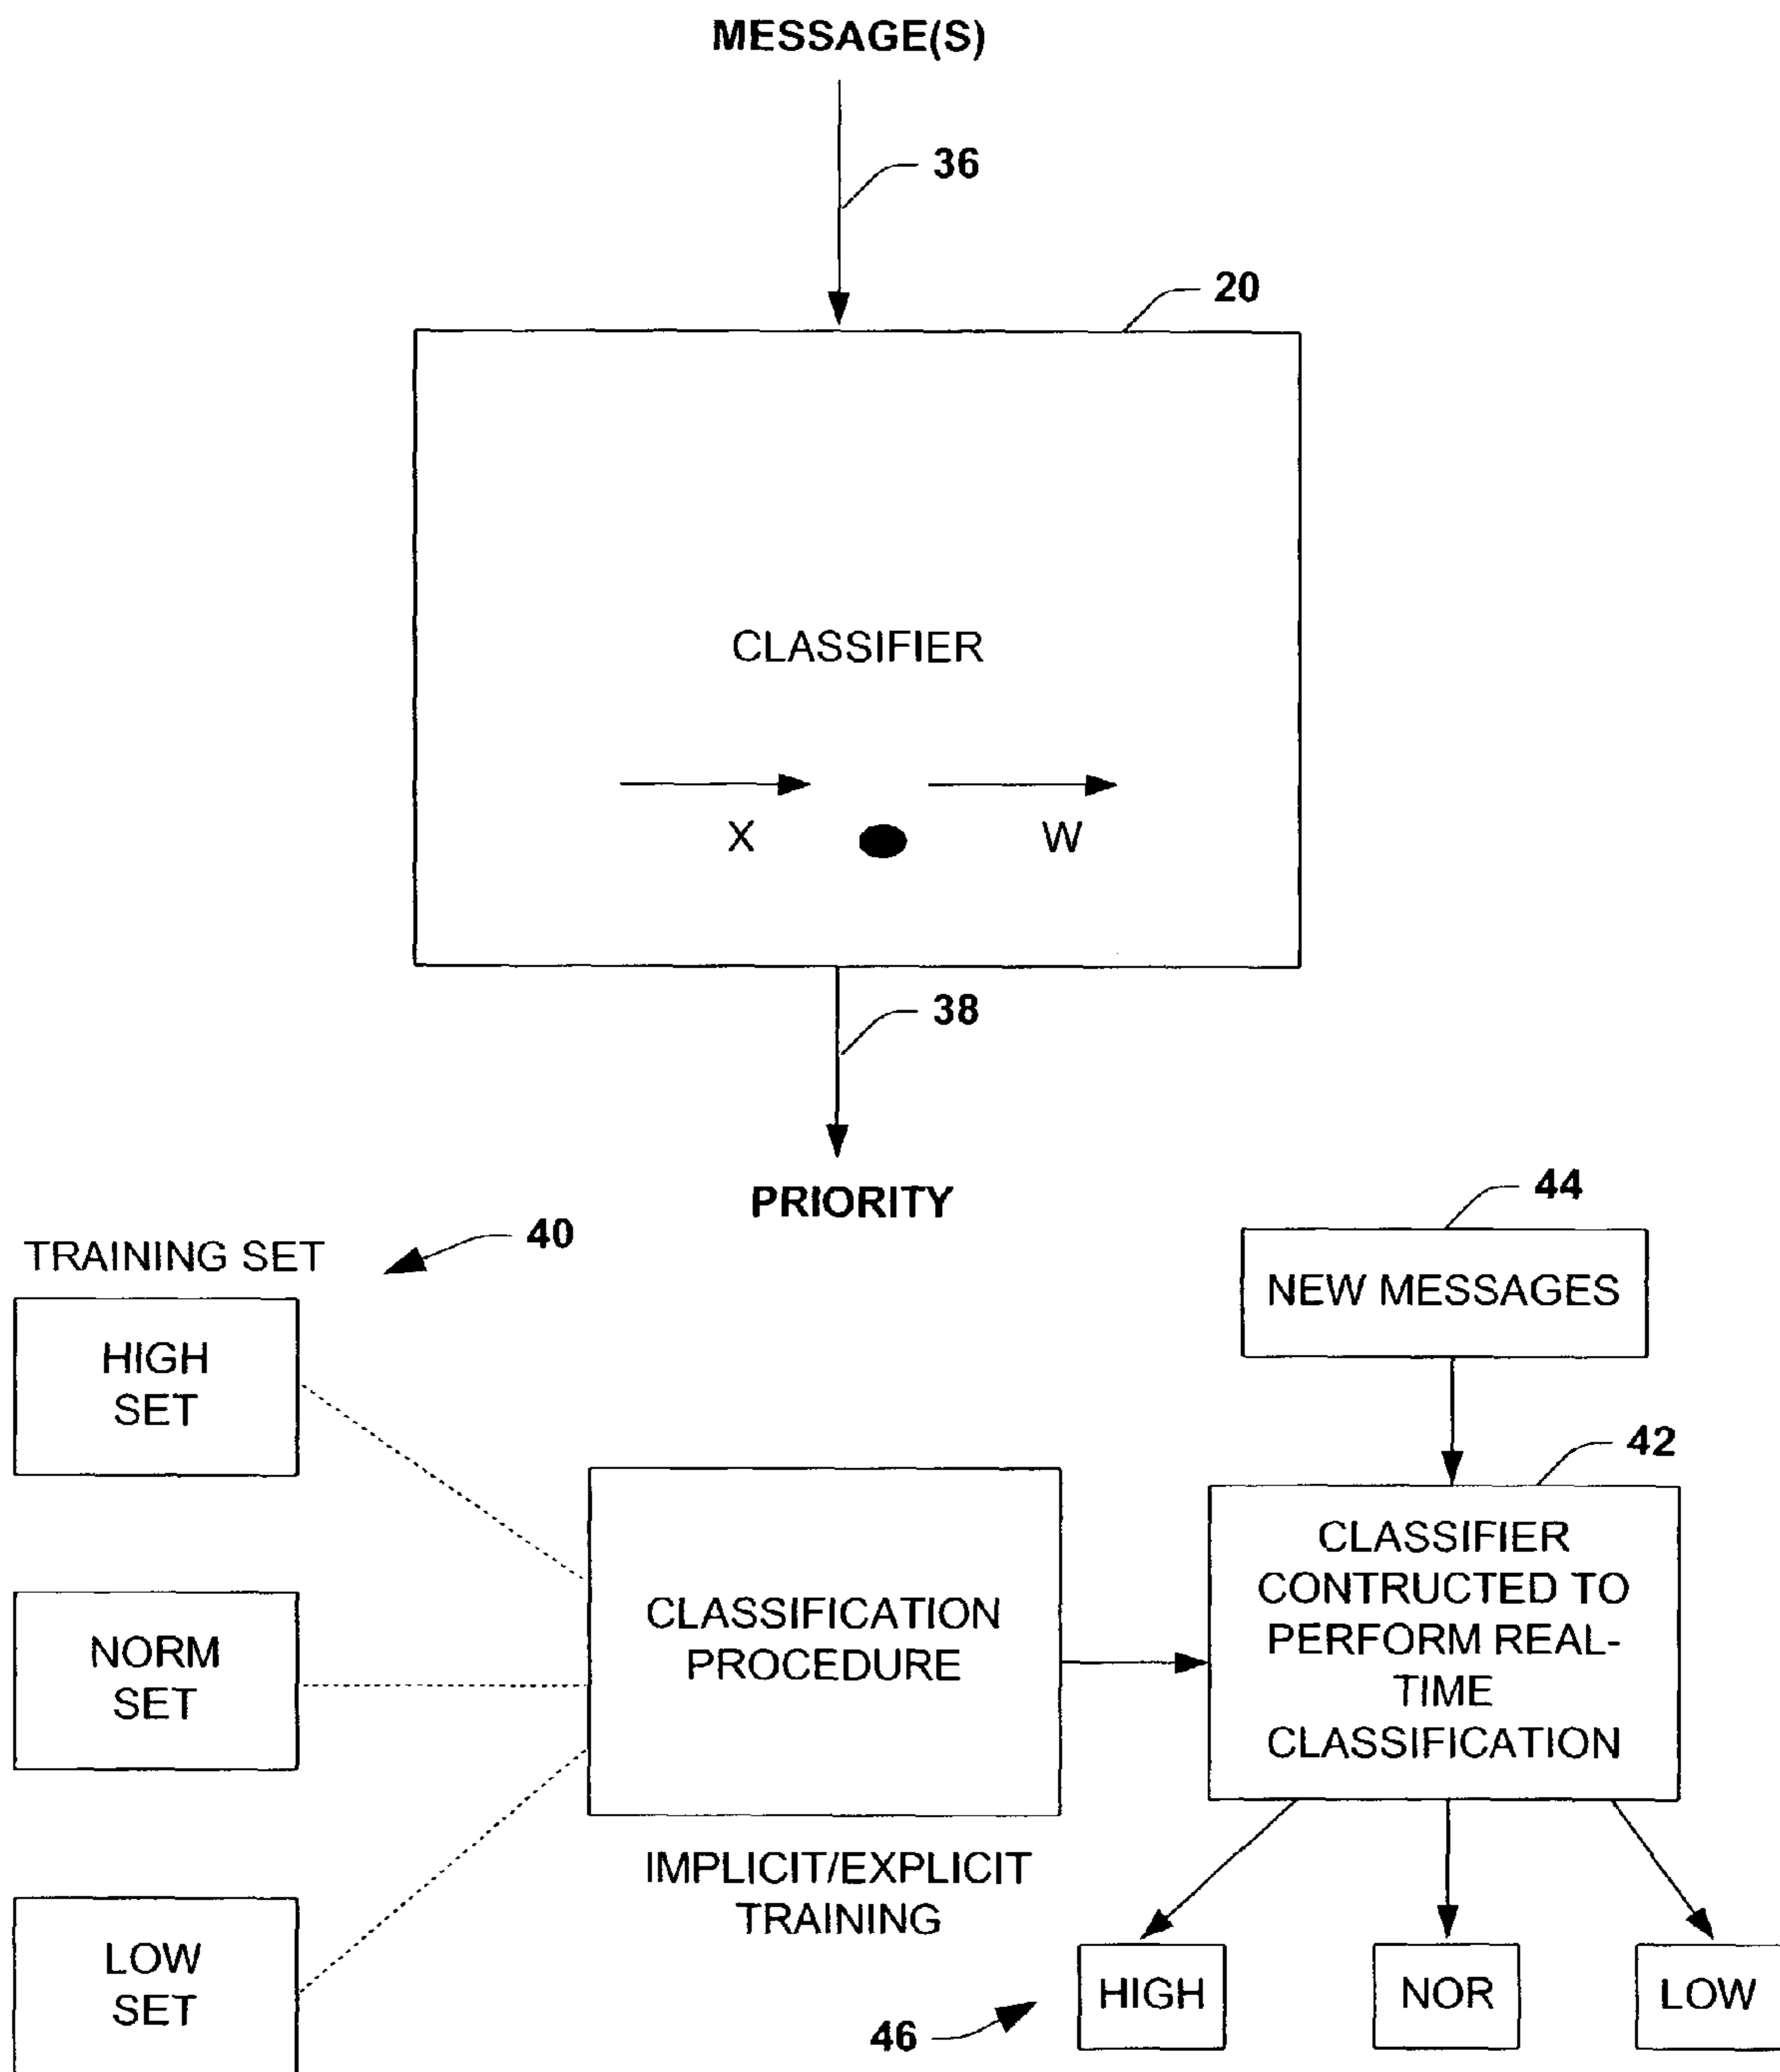 MESSAGE(S)
36
20
CLASSIFIER
X
W
38
PRIORITY
44
40
TRAINING SET
NEW MESSAGES
HIGH
SET
42
CLASSIFIER
CONTRUCTED TO
PERFORM REAL-
TIME
CLASSIFICATION
CLASSIFICATION
PROCEDURE
NORM
SET
IMPLICIT/EXPLICIT
TRAINING
LOW
SET
HIGH
NOR
LOW
46